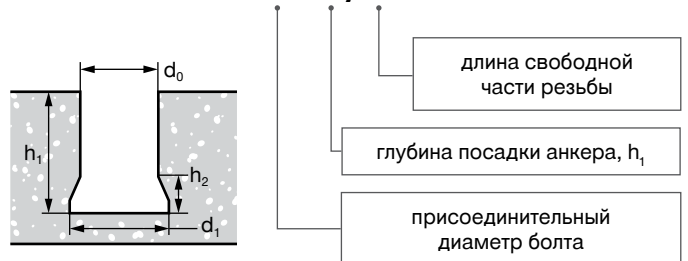 d₀
h₁
h₂
d₁
длина свободной
части резьбы
глубина посадки анкера, h₁
присоединительный
диаметр болта